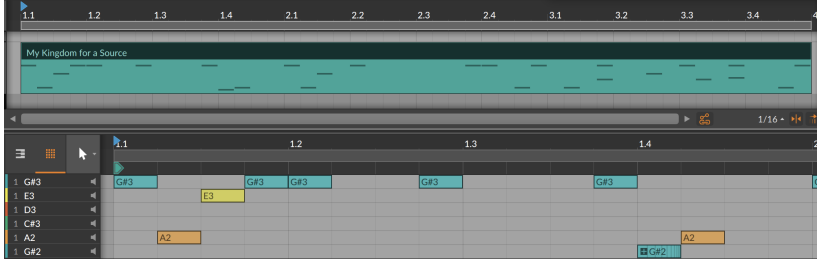 1.1 1.2 1.3 1.4 2.1 2.2 2.3 2.4 3.1 3.2 3.3 3.4 4
My Kingdom for a Source
1/16
1.1 1.2 1.3 1.4 2
1 G#3 G#3 G#3 G#3 G#3 G#3
1 E3 E3
1 D3
1 C#3
1 A2 A2 A2
1 G#2 G#2